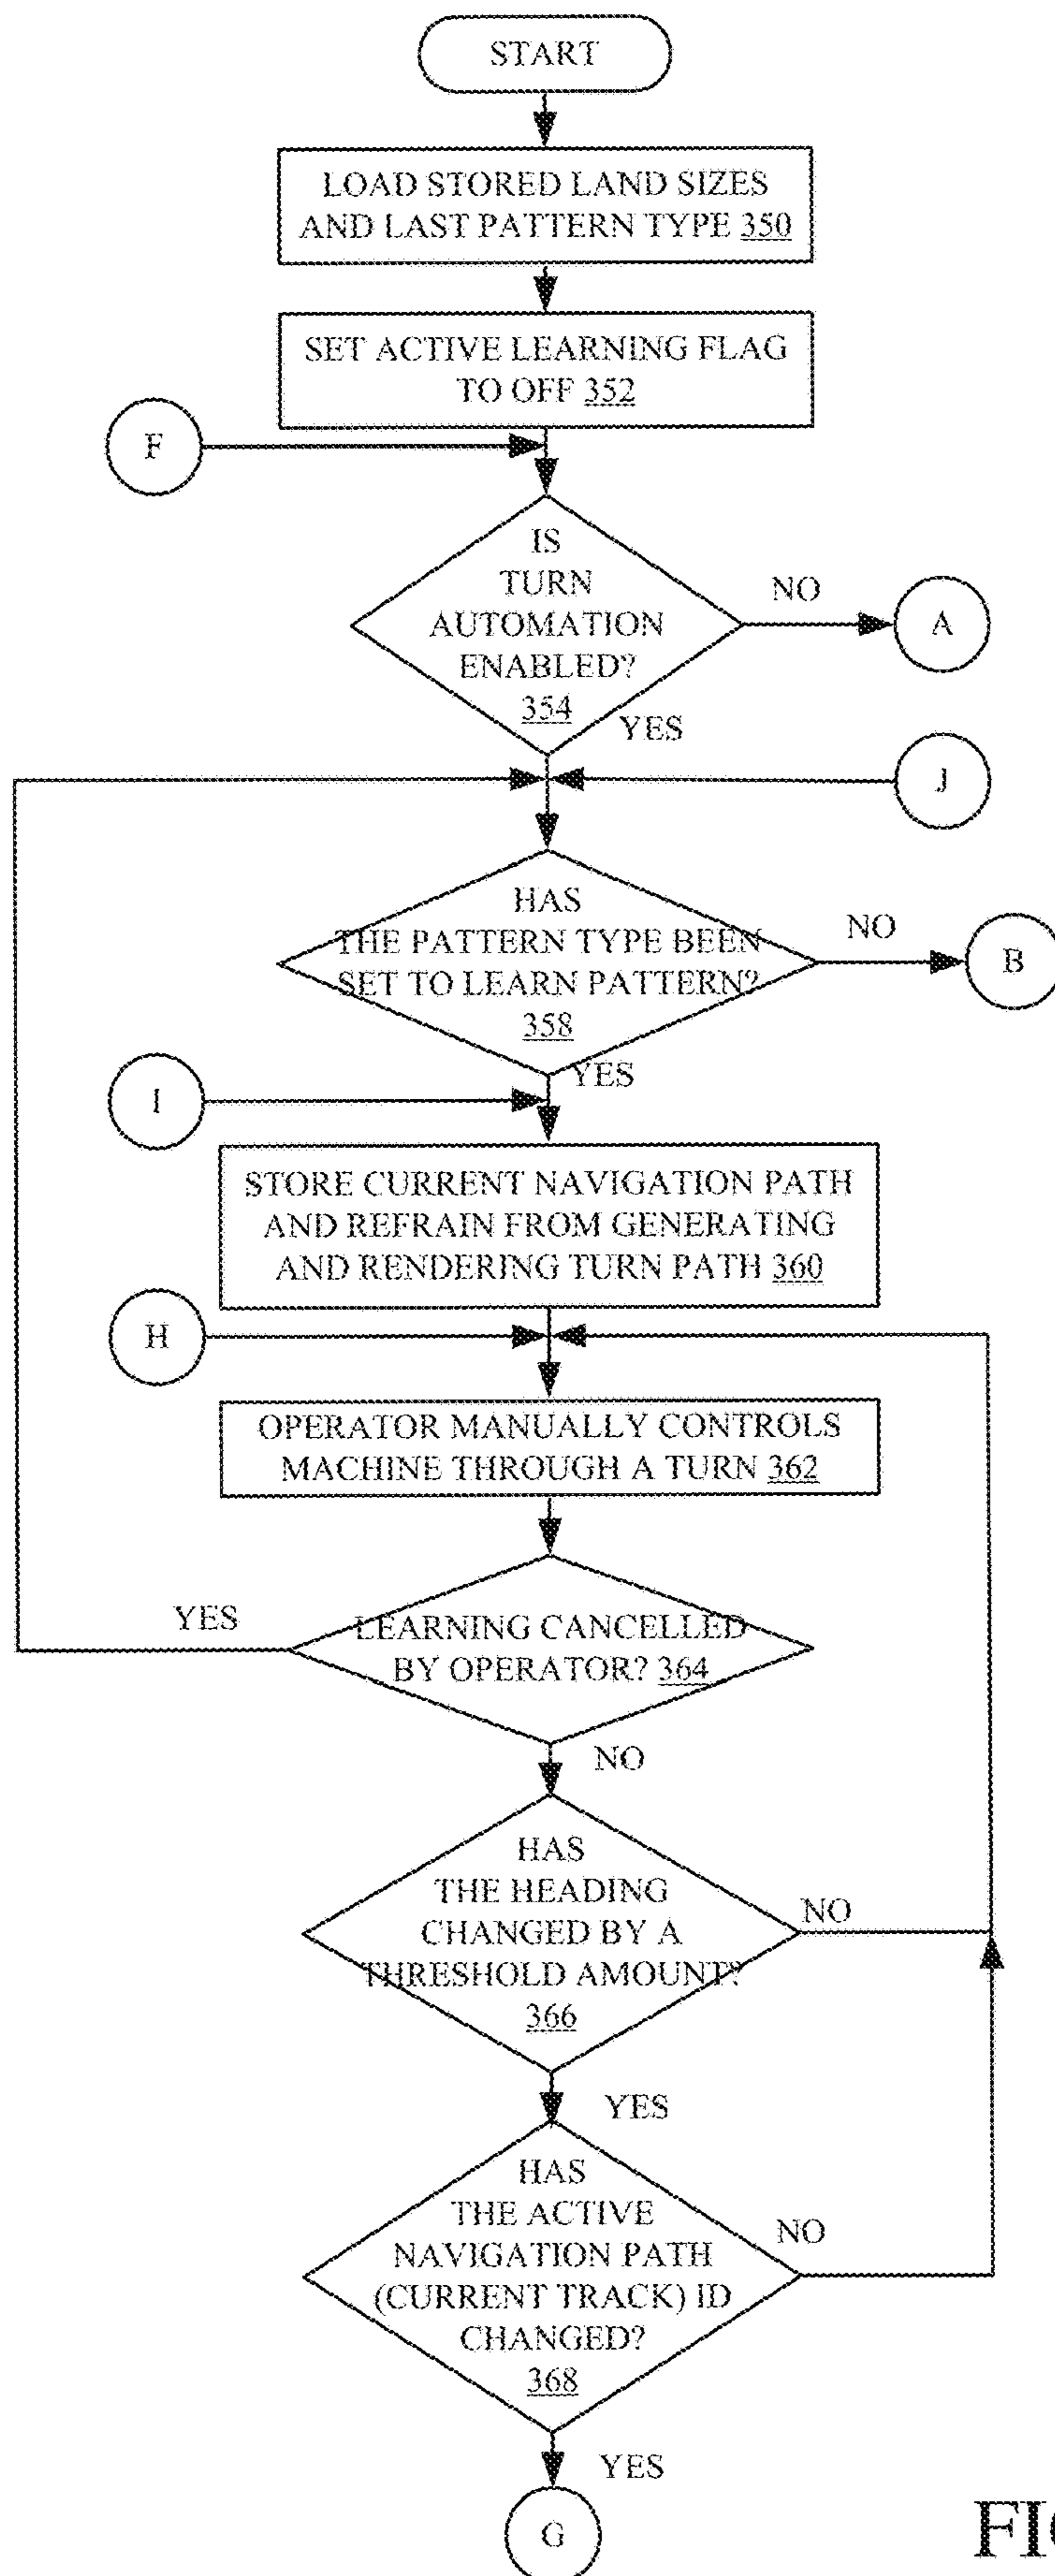 START
LOAD STORED LAND SIZES
AND LAST PATTERN TYPE 350
SET ACTIVE LEARNING FLAG
TO OFF 352
F
IS
TURN
AUTOMATION
ENABLED?
354
NO
A
YES
J
HAS
THE PATTERN TYPE BEEN
SET TO LEARN PATTERN?
358
NO
B
YES
I
STORE CURRENT NAVIGATION PATH
AND REFRAIN FROM GENERATING
AND RENDERING TURN PATH 360
H
OPERATOR MANUALLY CONTROLS
MACHINE THROUGH A TURN 362
YES
LEARNING CANCELLED
BY OPERATOR? 364
NO
HAS
THE HEADING
CHANGED BY A
THRESHOLD AMOUNT?
366
NO
YES
HAS
THE ACTIVE
NAVIGATION PATH
(CURRENT TRACK) ID
CHANGED?
368
NO
YES
G